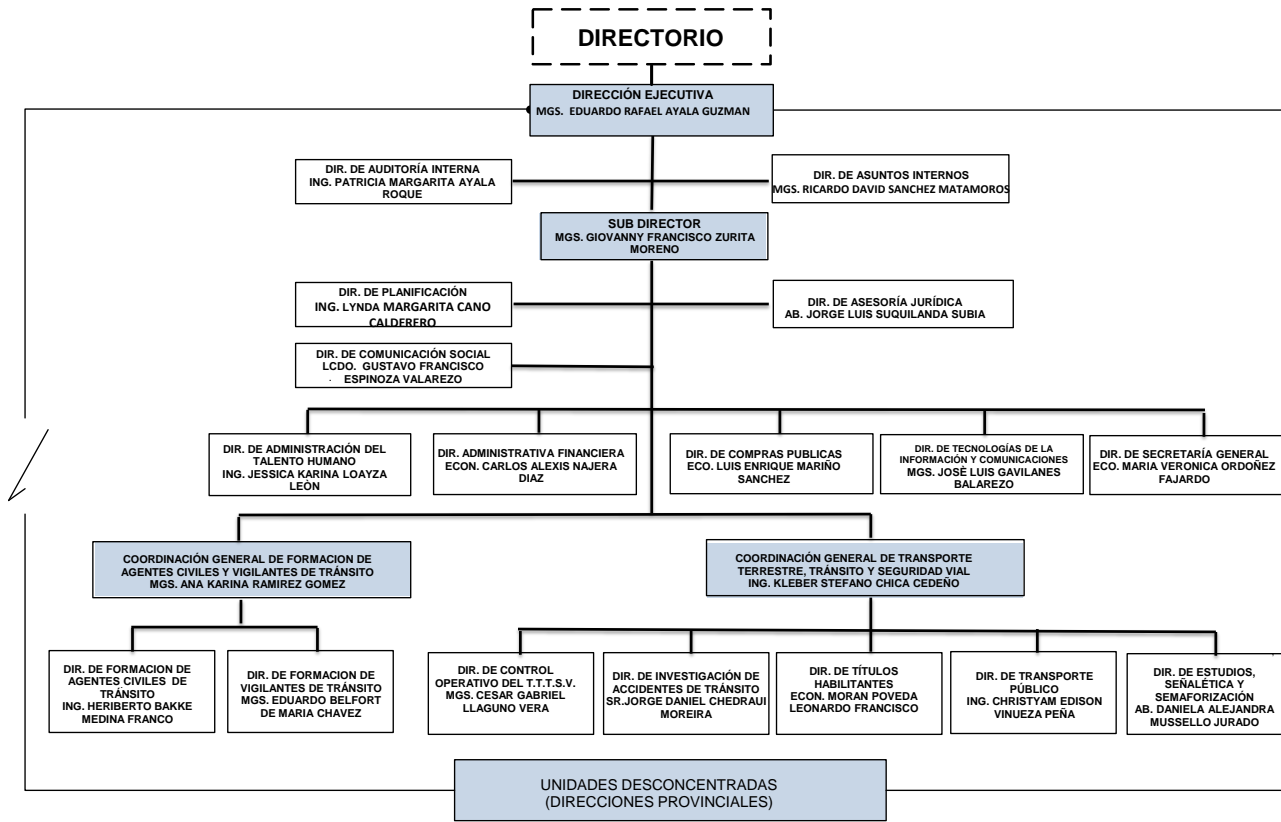 DIRECTORIO
DIRECCIÓN EJECUTIVA
MGS. EDUARDO RAFAEL AYALA GUZMAN
DIR. DE AUDITORÍA INTERNA
ING. PATRICIA MARGARITA AYALA
ROQUE
DIR. DE ASUNTOS INTERNOS
MGS. RICARDO DAVID SANCHEZ MATAMOROS
SUB DIRECTOR
MGS. GIOVANNY FRANCISCO ZURITA
MORENO
DIR. DE PLANIFICACIÓN
ING. LYNDA MARGARITA CANO
CALDERERO
DIR. DE ASESORÍA JURÍDICA
AB. JORGE LUIS SUQUILANDA SUBIA
DIR. DE COMUNICACIÓN SOCIAL
LCDO. GUSTAVO FRANCISCO
ESPINOZA VALAREZO
DIR. DE ADMINISTRACIÓN DEL
TALENTO HUMANO
ING. JESSICA KARINA LOAYZA
LEÒN
DIR. ADMINISTRATIVA FINANCIERA
ECON. CARLOS ALEXIS NAJERA
DIAZ
DIR. DE COMPRAS PUBLICAS
ECO. LUIS ENRIQUE MARIÑO
SANCHEZ
DIR. DE TECNOLOGÍAS DE LA
INFORMACIÓN Y COMUNICACIONES
MGS. JOSÈ LUIS GAVILANES
BALAREZO
DIR. DE SECRETARÍA GENERAL
ECO. MARIA VERONICA ORDOÑEZ
FAJARDO
COORDINACIÓN GENERAL DE FORMACION DE
AGENTES CIVILES Y VIGILANTES DE TRÁNSITO
MGS. ANA KARINA RAMIREZ GOMEZ
COORDINACIÓN GENERAL DE TRANSPORTE
TERRESTRE, TRÁNSITO Y SEGURIDAD VIAL
ING. KLEBER STEFANO CHICA CEDEÑO
DIR. DE FORMACION DE
AGENTES CIVILES DE
TRÁNSITO
ING. HERIBERTO BAKKE
MEDINA FRANCO
DIR. DE FORMACION DE
VIGILANTES DE TRÁNSITO
MGS. EDUARDO BELFORT
DE MARIA CHAVEZ
DIR. DE CONTROL
OPERATIVO DEL T.T.T.S.V.
MGS. CESAR GABRIEL
LLAGUNO VERA
DIR. DE INVESTIGACIÓN DE
ACCIDENTES DE TRÁNSITO
SR.JORGE DANIEL CHEDRAUI
MOREIRA
DIR. DE TÍTULOS
HABILITANTES
ECON. MORAN POVEDA
LEONARDO FRANCISCO
DIR. DE TRANSPORTE
PÚBLICO
ING. CHRISTYAM EDISON
VINUEZA PEÑA
DIR. DE ESTUDIOS,
SEÑALÉTICA Y
SEMAFORIZACIÓN
AB. DANIELA ALEJANDRA
MUSSELLO JURADO
UNIDADES DESCONCENTRADAS
(DIRECCIONES PROVINCIALES)